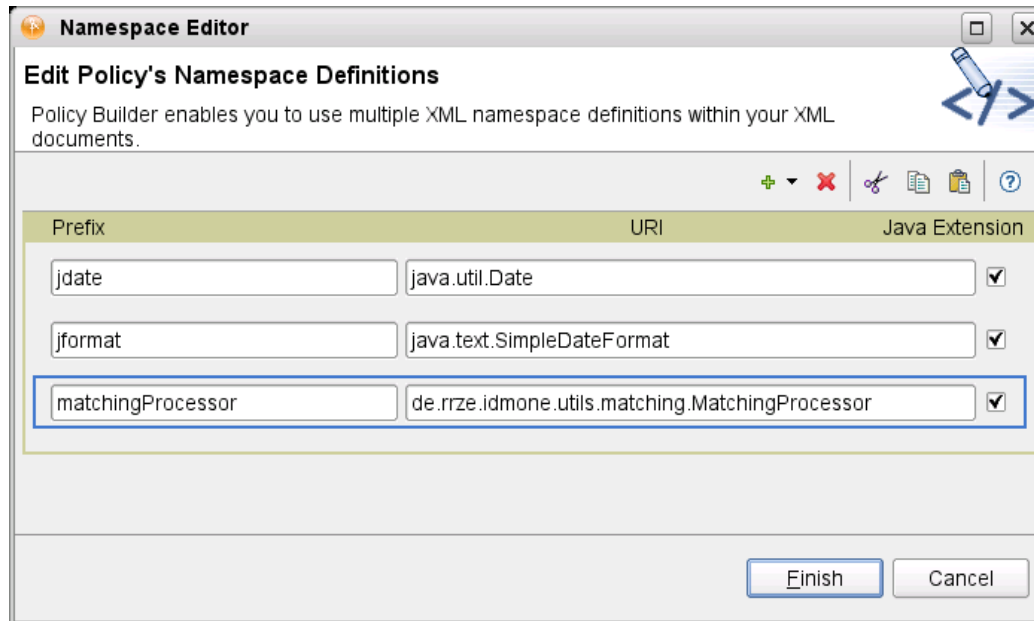 Namespace Editor
Edit Policy's Namespace Definitions
Policy Builder enables you to use multiple XML namespace definitions within your XML
documents.
Prefix URI Java Extension
jdate java.util.Date
jformat java.text.SimpleDateFormat
matchingProcessor de.rrze.idmone.utils.matching.MatchingProcessor
Finish Cancel